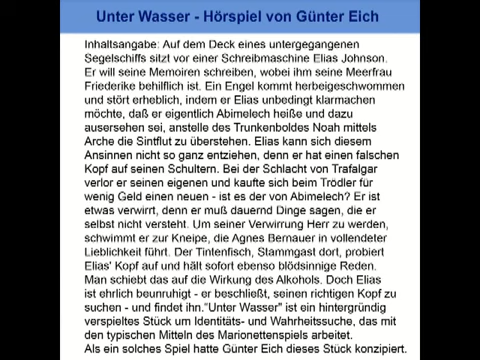 Unter Wasser - Hörspiel von Günter Eich
Inhaltsangabe: Auf dem Deck eines untergegangenen
Segelschiffs sitzt vor einer Schreibmaschine Elias Johnson.
Er will seine Memoiren schreiben, wobei ihm seine Meerfrau
Friederike behilflich ist. Ein Engel kommt herbeigeschwommen
und stört erheblich, indem er Elias unbedingt klarmachen
möchte, daß er eigentlich Abimelech heiße und dazu
ausersehen sei, anstelle des Trunkenboldes Noah mittels
Arche die Sintflut zu überstehen. Elias kann sich diesem
Ansinnen nicht so ganz entziehen, denn er hat einen falschen
Kopf auf seinen Schultern. Bei der Schlacht von Trafalgar
verlor er seinen eigenen und kaufte sich beim Trödler für
wenig Geld einen neuen - ist es der von Abimelech? Er ist
etwas verwirrt, denn er muß dauernd Dinge sagen, die er
selbst nicht versteht. Um seiner Verwirrung Herr zu werden,
schwimmt er zur Kneipe, die Agnes Bernauer in vollendeter
Lieblichkeit führt. Der Tintenfisch, Stammgast dort, probiert
Elias' Kopf auf und hält sofort ebenso blödsinnige Reden.
Man schiebt das auf die Wirkung des Alkohols. Doch Elias
ist ehrlich beunruhigt - er beschließt, seinen richtigen Kopf zu
suchen - und findet ihn."Unter Wasser" ist ein hintergründig
verspieltes Stück um Identitäts- und Wahrheitssuche, das mit
den typischen Mitteln des Marionettenspiels arbeitet.
Als ein solches Spiel hatte Günter Eich dieses Stück konzipiert.